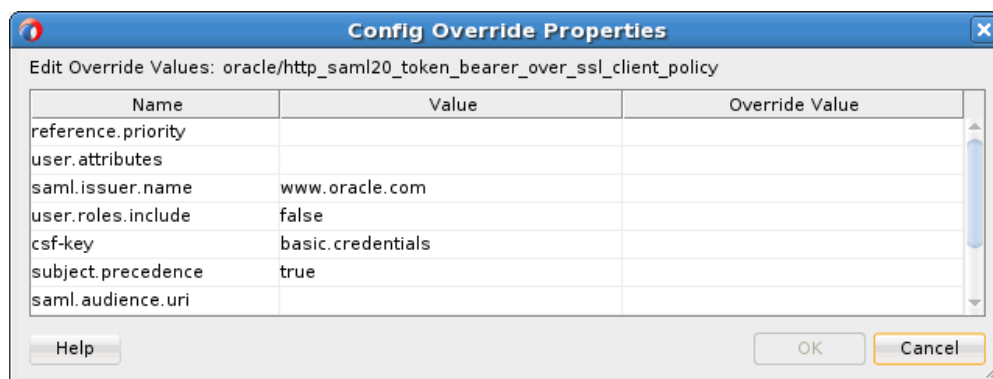 Config Override Properties
Edit Override Values: oracle/http_saml20_token_bearer_over_ssl_client_policy
Name Value Override Value
reference.priority
user.attributes
saml.issuer.name www.oracle.com
user.roles.include false
csf-key basic.credentials
subject.precedence true
saml.audience.uri
Help OK Cancel